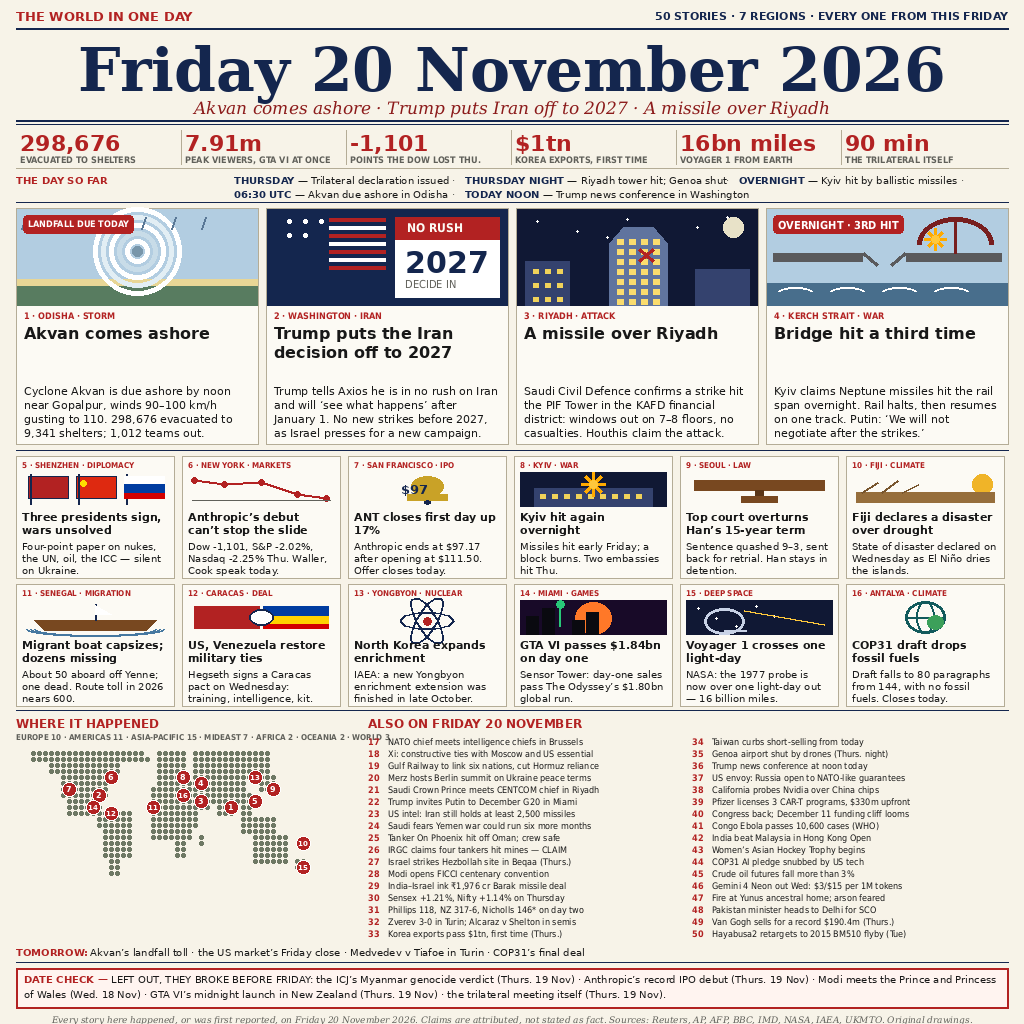 THE WORLD IN ONE DAY
50 STORIES · 7 REGIONS · EVERY ONE FROM THIS FRIDAY
Friday 20 November 2026
Akvan comes ashore · Trump puts Iran off to 2027 · A missile over Riyadh
298,676
EVACUATED TO SHELTERS
7.91m
PEAK VIEWERS, GTA VI AT ONCE
-1,101
POINTS THE DOW LOST THU.
$1tn
KOREA EXPORTS, FIRST TIME
16bn miles
VOYAGER 1 FROM EARTH
90 min
THE TRILATERAL ITSELF
THE DAY SO FAR
THURSDAY — Trilateral declaration issued · THURSDAY NIGHT — Riyadh tower hit; Genoa shut · OVERNIGHT — Kyiv hit by ballistic missiles ·
06:30 UTC — Akvan due ashore in Odisha · TODAY NOON — Trump news conference in Washington
LANDFALL DUE TODAY
1 · ODISHA · STORM
Akvan comes ashore
Cyclone Akvan is due ashore by noon
near Gopalpur, winds 90–100 km/h
gusting to 110. 298,676 evacuated to
9,341 shelters; 1,012 teams out.
NO RUSH
2027
DECIDE IN
2 · WASHINGTON · IRAN
Trump puts the Iran
decision off to 2027
Trump tells Axios he is in no rush on Iran
and will ‘see what happens’ after
January 1. No new strikes before 2027,
as Israel presses for a new campaign.
3 · RIYADH · ATTACK
A missile over Riyadh
Saudi Civil Defence confirms a strike hit
the PIF Tower in the KAFD financial
district: windows out on 7–8 floors, no
casualties. Houthis claim the attack.
OVERNIGHT · 3RD HIT
4 · KERCH STRAIT · WAR
Bridge hit a third time
Kyiv claims Neptune missiles hit the rail
span overnight. Rail halts, then resumes
on one track. Putin: ‘We will not
negotiate after the strikes.’
5 · SHENZHEN · DIPLOMACY
Three presidents sign,
wars unsolved
Four-point paper on nukes,
the UN, oil, the ICC — silent
on Ukraine.
6 · NEW YORK · MARKETS
Anthropic’s debut
can’t stop the slide
Dow -1,101, S&P -2.02%,
Nasdaq -2.25% Thu. Waller,
Cook speak today.
7 · SAN FRANCISCO · IPO
$97
ANT closes first day up
17%
Anthropic ends at $97.17
after opening at $111.50.
Offer closes today.
8 · KYIV · WAR
Kyiv hit again
overnight
Missiles hit early Friday; a
block burns. Two embassies
hit Thu.
9 · SEOUL · LAW
Top court overturns
Han’s 15-year term
Sentence quashed 9–3, sent
back for retrial. Han stays in
detention.
10 · FIJI · CLIMATE
Fiji declares a disaster
over drought
State of disaster declared on
Wednesday as El Niño dries
the islands.
11 · SENEGAL · MIGRATION
Migrant boat capsizes;
dozens missing
About 50 aboard off Yenne;
one dead. Route toll in 2026
nears 600.
12 · CARACAS · DEAL
US, Venezuela restore
military ties
Hegseth signs a Caracas
pact on Wednesday:
training, intelligence, kit.
13 · YONGBYON · NUCLEAR
North Korea expands
enrichment
IAEA: a new Yongbyon
enrichment extension was
finished in late October.
14 · MIAMI · GAMES
GTA VI passes $1.84bn
on day one
Sensor Tower: day-one sales
pass The Odyssey’s $1.80bn
global run.
15 · DEEP SPACE
Voyager 1 crosses one
light-day
NASA: the 1977 probe is
now over one light-day out
— 16 billion miles.
16 · ANTALYA · CLIMATE
COP31 draft drops
fossil fuels
Draft falls to 80 paragraphs
from 144, with no fossil
fuels. Closes today.
WHERE IT HAPPENED
EUROPE 10 · AMERICAS 11 · ASIA-PACIFIC 15 · MIDEAST 7 · AFRICA 2 · OCEANIA 2 · WORLD 3
6
8
13
4
7
9
2
16
14
12
11
3
1
5
10
15
ALSO ON FRIDAY 20 NOVEMBER
17 NATO chief meets intelligence chiefs in Brussels
18 Xi: constructive ties with Moscow and US essential
19 Gulf Railway to link six nations, cut Hormuz reliance
20 Merz hosts Berlin summit on Ukraine peace terms
21 Saudi Crown Prince meets CENTCOM chief in Riyadh
22 Trump invites Putin to December G20 in Miami
23 US intel: Iran still holds at least 2,500 missiles
24 Saudi fears Yemen war could run six more months
25 Tanker On Phoenix hit off Oman; crew safe
26 IRGC claims four tankers hit mines — CLAIM
27 Israel strikes Hezbollah site in Beqaa (Thurs.)
28 Modi opens FICCI centenary convention
29 India–Israel ink ₹1,976 cr Barak missile deal
30 Sensex +1.21%, Nifty +1.14% on Thursday
31 Phillips 118, NZ 317-6, Nicholls 146* on day two
32 Zverev 3-0 in Turin; Alcaraz v Shelton in semis
33 Korea exports pass $1tn, first time (Thurs.)
34 Taiwan curbs short-selling from today
35 Genoa airport shut by drones (Thurs. night)
36 Trump news conference at noon today
37 US envoy: Russia open to NATO-like guarantees
38 California probes Nvidia over China chips
39 Pfizer licenses 3 CAR-T programs, $330m upfront
40 Congress back; December 11 funding cliff looms
41 Congo Ebola passes 10,600 cases (WHO)
42 India beat Malaysia in Hong Kong Open
43 Women’s Asian Hockey Trophy begins
44 COP31 AI pledge snubbed by US tech
45 Crude oil futures fall more than 3%
46 Gemini 4 Neon out Wed: $3/$15 per 1M tokens
47 Fire at Yunus ancestral home; arson feared
48 Pakistan minister heads to Delhi for SCO
49 Van Gogh sells for a record $190.4m (Thurs.)
50 Hayabusa2 retargets to 2015 BM510 flyby (Tue)
TOMORROW: Akvan’s landfall toll · the US market’s Friday close · Medvedev v Tiafoe in Turin · COP31’s final deal
DATE CHECK — LEFT OUT, THEY BROKE BEFORE FRIDAY: the ICJ’s Myanmar genocide verdict (Thurs. 19 Nov) · Anthropic’s record IPO debut (Thurs. 19 Nov) · Modi meets the Prince and Princess
of Wales (Wed. 18 Nov) · GTA VI’s midnight launch in New Zealand (Thurs. 19 Nov) · the trilateral meeting itself (Thurs. 19 Nov).
Every story here happened, or was first reported, on Friday 20 November 2026. Claims are attributed, not stated as fact. Sources: Reuters, AP, AFP, BBC, IMD, NASA, IAEA, UKMTO. Original drawings.